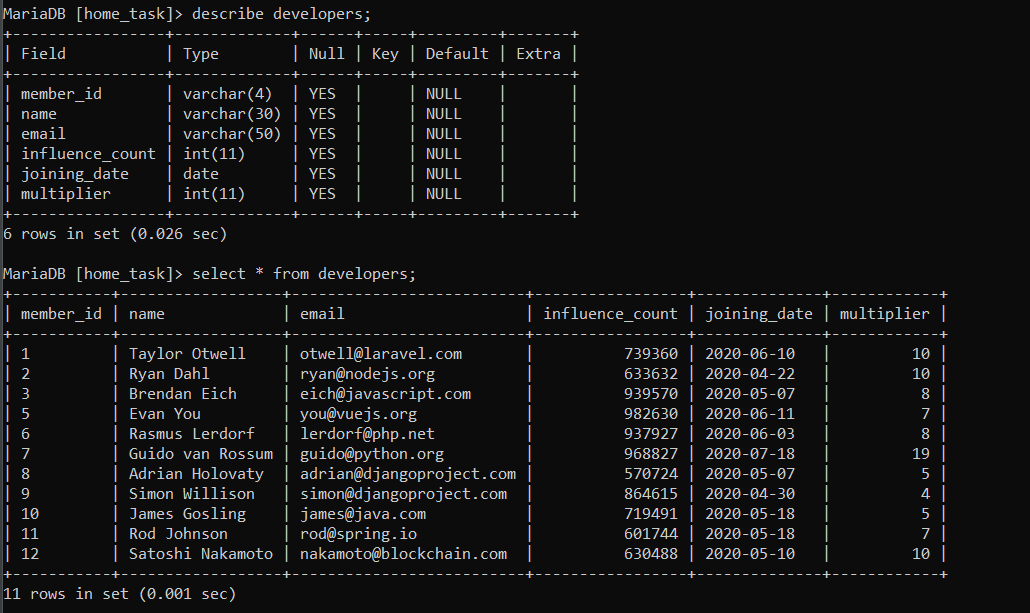 MariaDB [home_task]> describe developers;
+-----------------+-------------+------+-----+---------+-------+
| Field           | Type        | Null | Key | Default | Extra |
+-----------------+-------------+------+-----+---------+-------+
| member_id       | varchar(4)  | YES  |     | NULL    |       |
| name            | varchar(30) | YES  |     | NULL    |       |
| email           | varchar(50) | YES  |     | NULL    |       |
| influence_count | int(11)     | YES  |     | NULL    |       |
| joining_date    | date        | YES  |     | NULL    |       |
| multiplier      | int(11)     | YES  |     | NULL    |       |
+-----------------+-------------+------+-----+---------+-------+
6 rows in set (0.026 sec)
MariaDB [home_task]> select * from developers;
+-----------+------------------+--------------------------+-----------------+--------------+------------+
| member_id | name             | email                    | influence_count | joining_date | multiplier |
+-----------+------------------+--------------------------+-----------------+--------------+------------+
| 1         | Taylor Otwell    | otwell@laravel.com       |          739360 | 2020-06-10   |         10 |
| 2         | Ryan Dahl        | ryan@nodejs.org          |          633632 | 2020-04-22   |         10 |
| 3         | Brendan Eich     | eich@javascript.com      |          939570 | 2020-05-07   |          8 |
| 5         | Evan You         | you@vuejs.org            |          982630 | 2020-06-11   |          7 |
| 6         | Rasmus Lerdorf   | lerdorf@php.net          |          937927 | 2020-06-03   |          8 |
| 7         | Guido van Rossum | guido@python.org         |          968827 | 2020-07-18   |         19 |
| 8         | Adrian Holovaty  | adrian@djangoproject.com |          570724 | 2020-05-07   |          5 |
| 9         | Simon Willison   | simon@djangoproject.com  |          864615 | 2020-04-30   |          4 |
| 10        | James Gosling    | james@java.com           |          719491 | 2020-05-18   |          5 |
| 11        | Rod Johnson      | rod@spring.io            |          601744 | 2020-05-18   |          7 |
| 12        | Satoshi Nakamoto | nakamoto@blockchain.com  |          630488 | 2020-05-10   |         10 |
+-----------+------------------+--------------------------+-----------------+--------------+------------+
11 rows in set (0.001 sec)